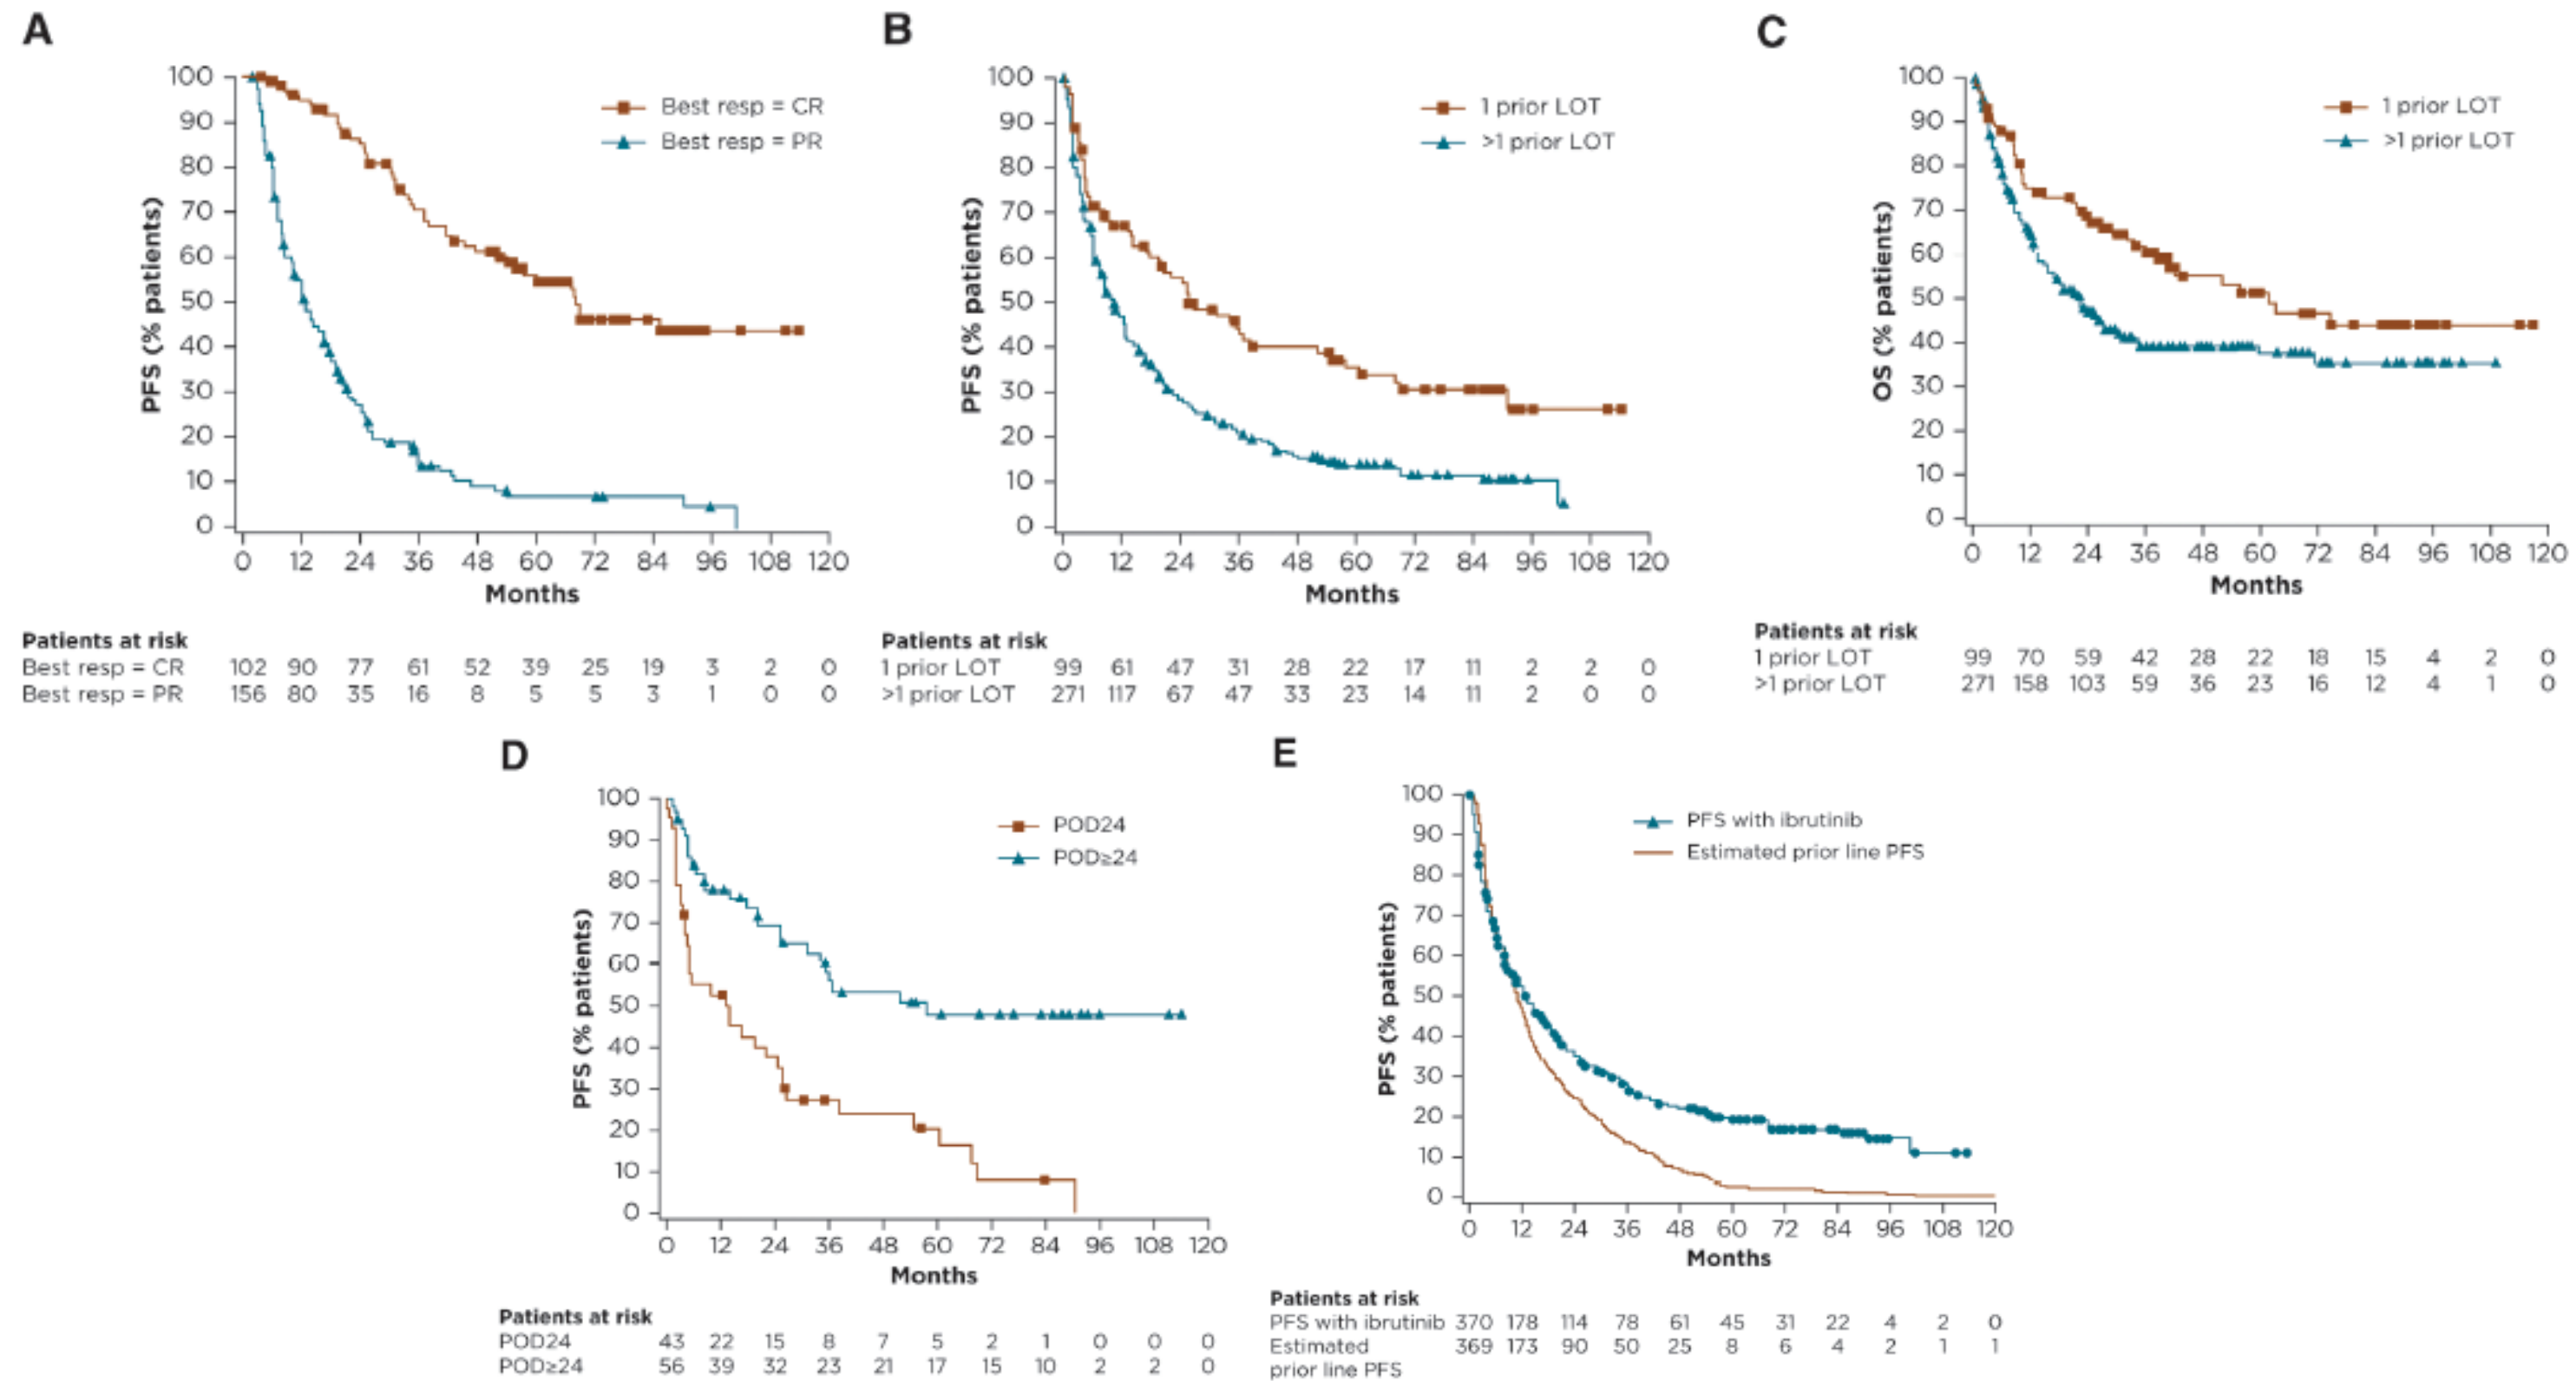 A
100
90
80
70
60
50
40
30
20
10
0
PFS (% patients)
Best resp = CR
Best resp = PR
0 12 24 36 48 60 72 84 96 108 120
Months
Patients at risk
Best resp = CR 102 90 77 61 52 39 25 19 3 2 0
Best resp = PR 156 80 35 16 8 5 5 3 1 0 0
B
100
90
80
70
60
50
40
30
20
10
0
PFS (% patients)
1 prior LOT
>1 prior LOT
0 12 24 36 48 60 72 84 96 108 120
Months
Patients at risk
1 prior LOT 99 61 47 31 28 22 17 11 2 2 0
>1 prior LOT 271 117 67 47 33 23 14 11 2 0 0
C
100
90
80
70
60
50
40
30
20
10
0
OS (% patients)
1 prior LOT
>1 prior LOT
0 12 24 36 48 60 72 84 96 108 120
Months
Patients at risk
1 prior LOT 99 70 59 42 28 22 18 15 4 2 0
>1 prior LOT 271 158 103 59 36 23 16 12 4 1 0
D
100
90
80
70
60
50
40
30
20
10
0
PFS (% patients)
POD24
POD≥24
0 12 24 36 48 60 72 84 96 108 120
Months
Patients at risk
POD24 43 22 15 8 7 5 2 1 0 0 0
POD≥24 56 39 32 23 21 17 15 10 2 2 0
E
100
90
80
70
60
50
40
30
20
10
0
PFS (% patients)
PFS with ibrutinib
Estimated prior line PFS
0 12 24 36 48 60 72 84 96 108 120
Months
Patients at risk
PFS with ibrutinib 370 178 114 78 61 45 31 22 4 2 0
Estimated 369 173 90 50 25 8 6 4 2 1 1
prior line PFS